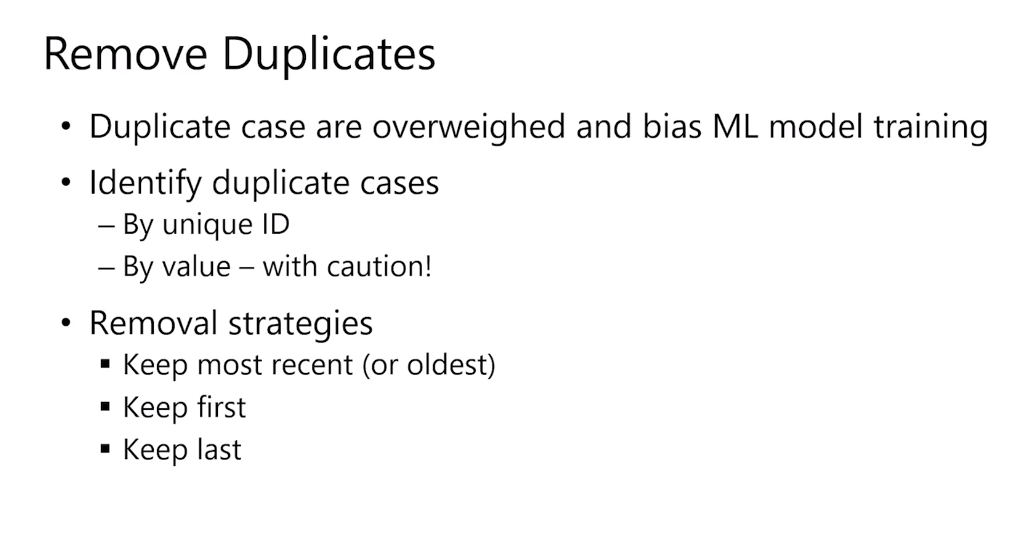 Remove Duplicates
• Duplicate case are overweighed and bias ML model training
• Identify duplicate cases
– By unique ID
– By value – with caution!
• Removal strategies
▪ Keep most recent (or oldest)
▪ Keep first
▪ Keep last